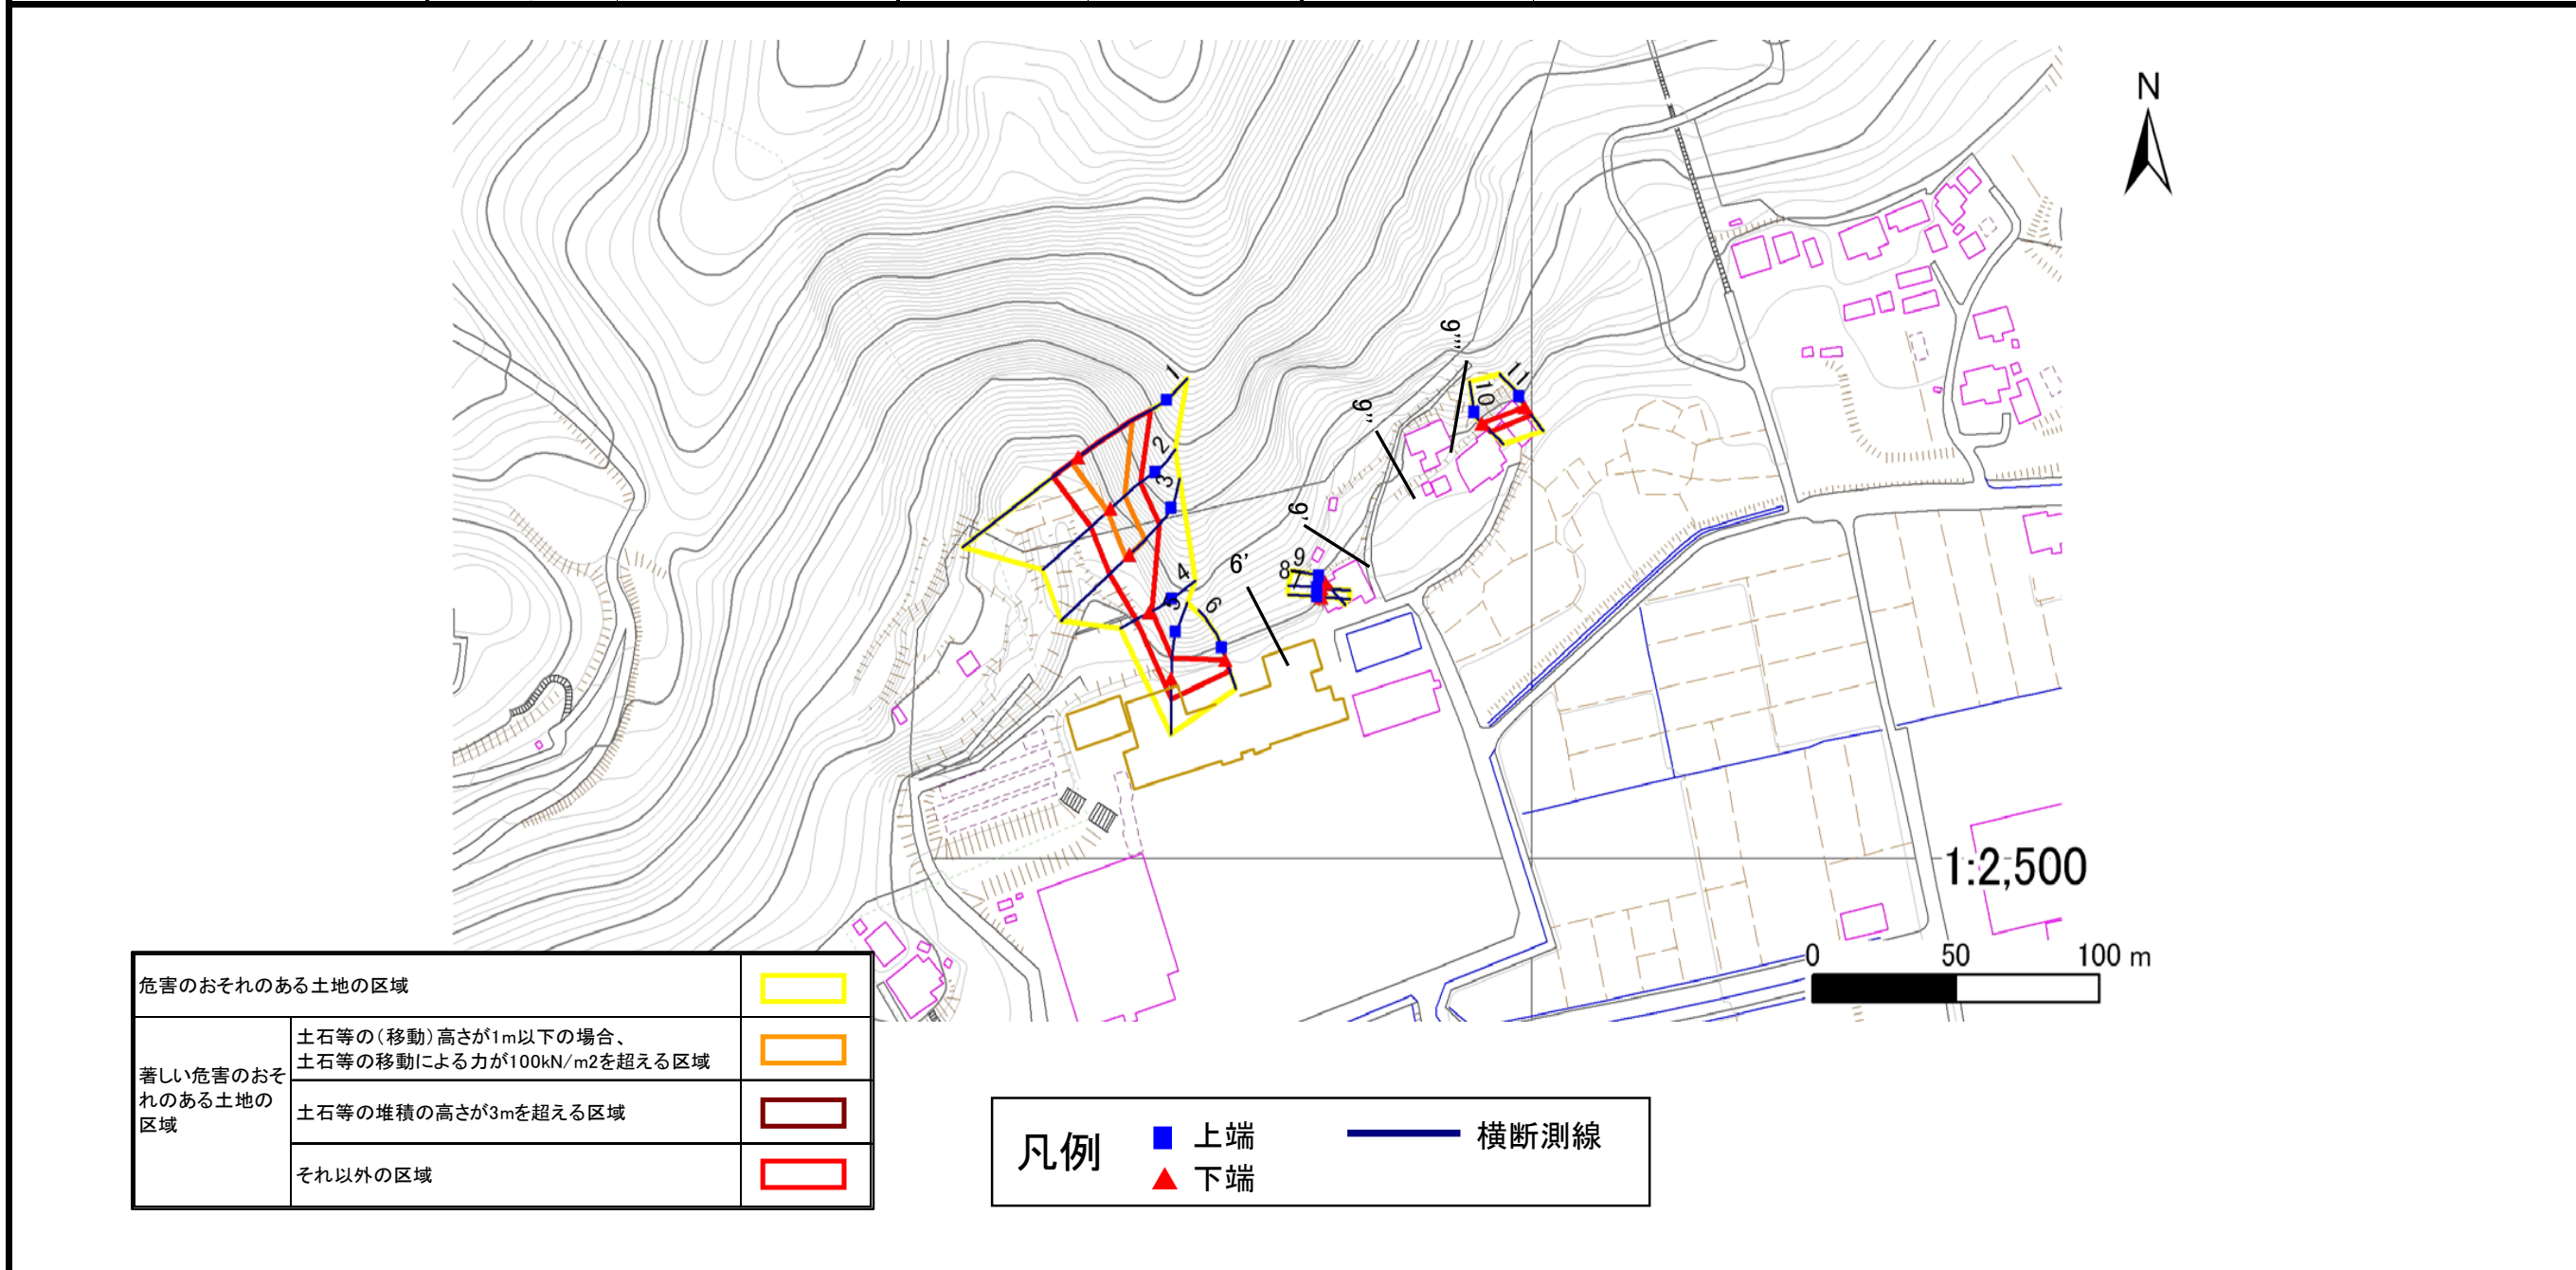 N
1
2
3
4
5
6
6'
8
9
9'
9''
9'''
10
11
1:2,500
0 50 100 m
危害のおそれのある土地の区域
著しい危害のおそ
れのある土地の
区域
土石等の（移動）高さが1m以下の場合、
土石等の移動による力が100kN/m2を超える区域
土石等の堆積の高さが3mを超える区域
それ以外の区域
凡例
上端
下端
横断測線